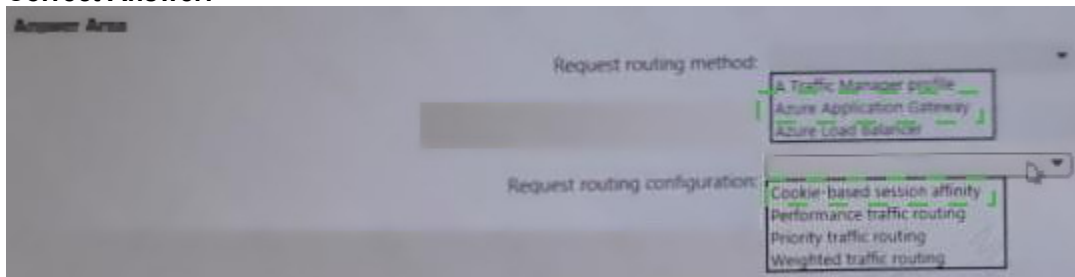 Answer Area
Request routing method:
A Traffic Manager profile
Azure Application Gateway
Azure Load Balancer
Request routing configuration:
Cookie-based session affinity
Performance traffic routing
Priority traffic routing
Weighted traffic routing